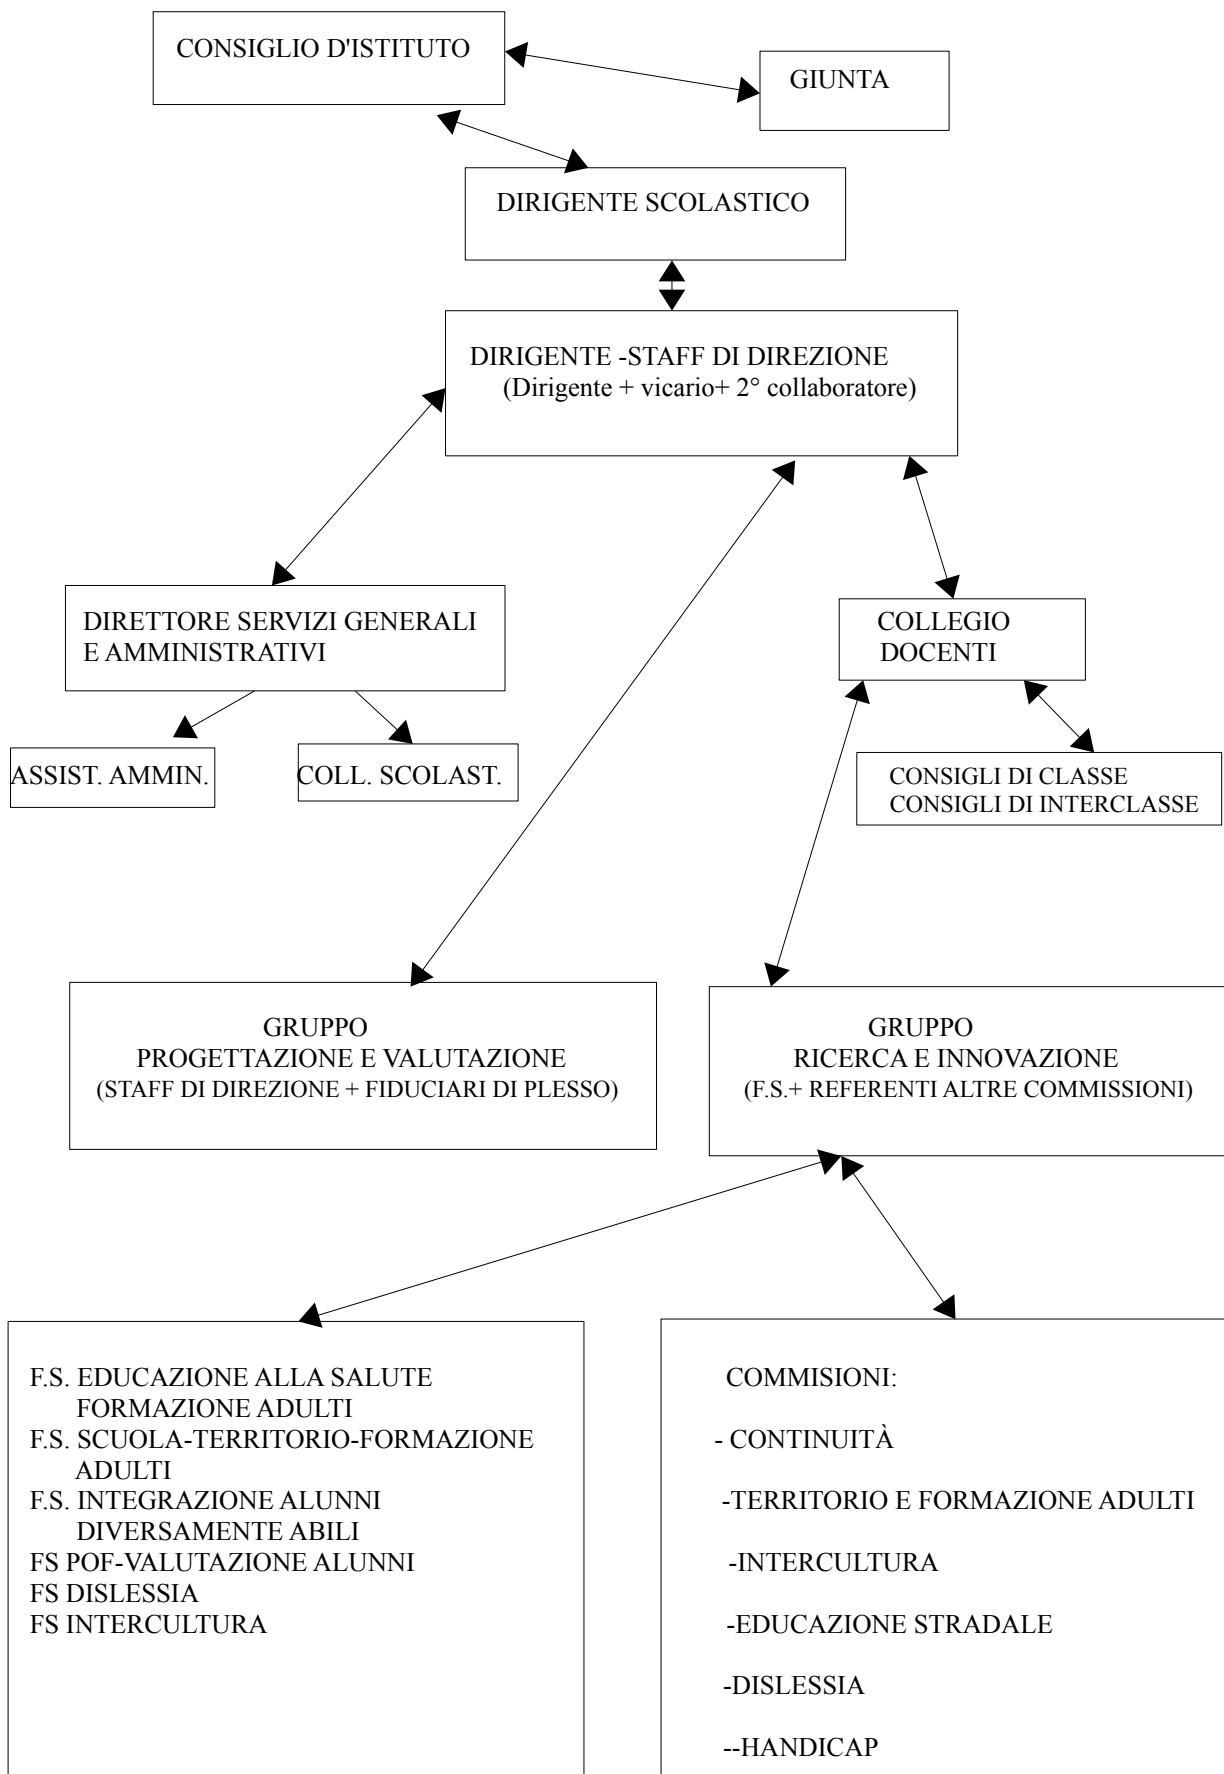 CONSIGLIO D'ISTITUTO
GIUNTA
DIRIGENTE SCOLASTICO
DIRIGENTE -STAFF DI DIREZIONE
(Dirigente + vicario+ 2° collaboratore)
DIRETTORE SERVIZI GENERALI
E AMMINISTRATIVI
COLLEGIO
DOCENTI
ASSIST. AMMIN.
COLL. SCOLAST.
CONSIGLI DI CLASSE
CONSIGLI DI INTERCLASSE
GRUPPO
PROGETTAZIONE E VALUTAZIONE
(STAFF DI DIREZIONE + FIDUCIARI DI PLESSO)
GRUPPO
RICERCA E INNOVAZIONE
(F.S.+ REFERENTI ALTRE COMMISSIONI)
F.S. EDUCAZIONE ALLA SALUTE
FORMAZIONE ADULTI
F.S. SCUOLA-TERRITORIO-FORMAZIONE
ADULTI
F.S. INTEGRAZIONE ALUNNI
DIVERSAMENTE ABILI
FS POF-VALUTAZIONE ALUNNI
FS DISLESSIA
FS INTERCULTURA
COMMISIONI:
- CONTINUITÀ
-TERRITORIO E FORMAZIONE ADULTI
-INTERCULTURA
-EDUCAZIONE STRADALE
-DISLESSIA
--HANDICAP